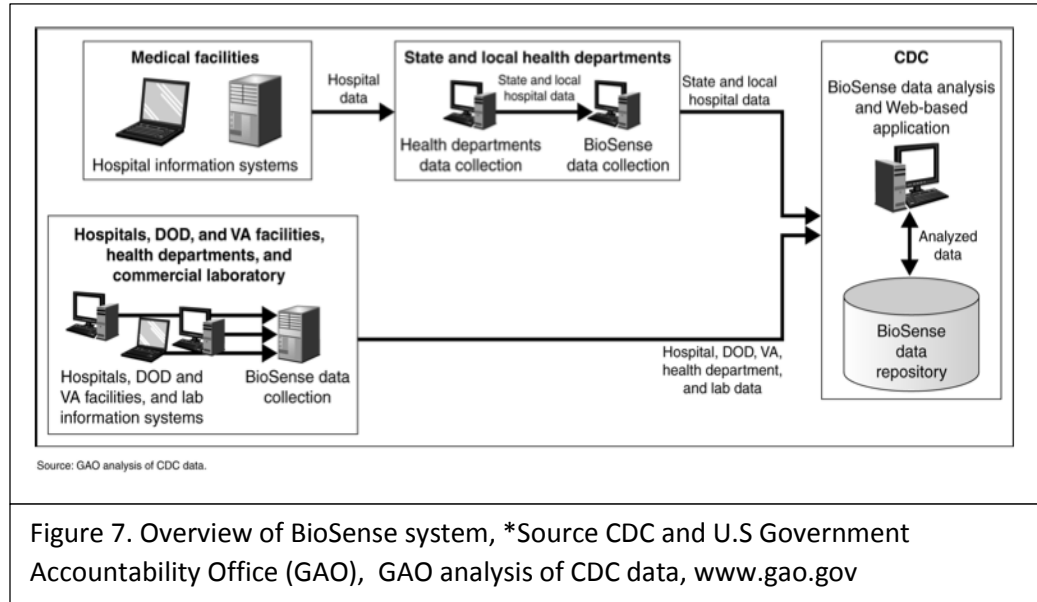 Medical facilities
Hospital information systems
Hospital
data
State and local health departments
State and local
hospital data
Health departments
data collection
BioSense
data collection
State and local
hospital data
CDC
BioSense data analysis
and Web-based
application
Analyzed
data
BioSense
data
repository
Hospitals, DOD, and VA facilities,
health departments, and
commercial laboratory
Hospitals, DOD and
VA facilities, and lab
information systems
BioSense data
collection
Hospital, DOD, VA,
health department,
and lab data
Source: GAO analysis of CDC data.
Figure 7. Overview of BioSense system, *Source CDC and U.S Government
Accountability Office (GAO),  GAO analysis of CDC data, www.gao.gov